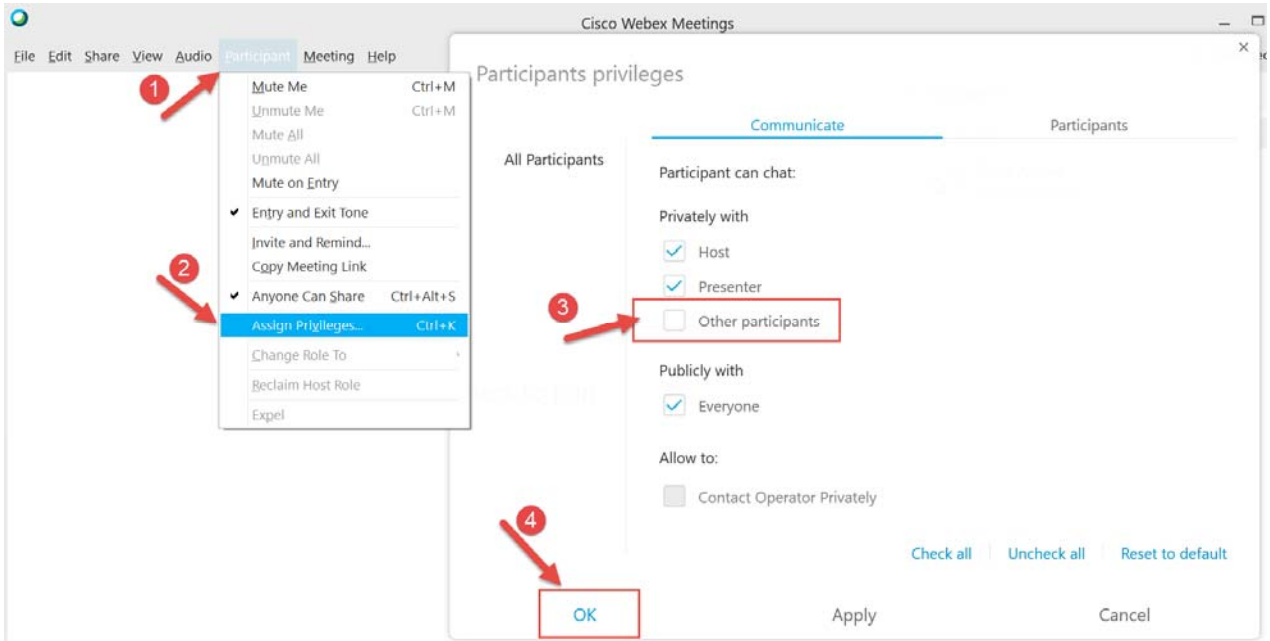 Cisco Webex Meetings
File Edit Share View Audio Participant Meeting Help
1
Mute Me Ctrl+M
Unmute Me Ctrl+M
Mute All
Unmute All
Mute on Entry
Entry and Exit Tone
Invite and Remind...
Copy Meeting Link
2
Anyone Can Share Ctrl+Alt+S
Assign Privileges... Ctrl+K
Change Role To
Reclaim Host Role
Expel
Participants privileges
Communicate Participants
All Participants
Participant can chat:
Privately with
Host
Presenter
3
Other participants
Publicly with
Everyone
Allow to:
Contact Operator Privately
4
Check all Uncheck all Reset to default
OK Apply Cancel